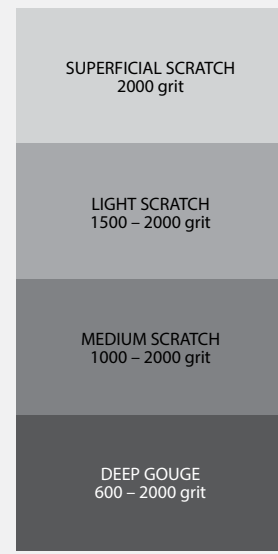 SUPERFICIAL SCRATCH
2000 grit
LIGHT SCRATCH
1500 – 2000 grit
MEDIUM SCRATCH
1000 – 2000 grit
DEEP GOUGE
600 – 2000 grit